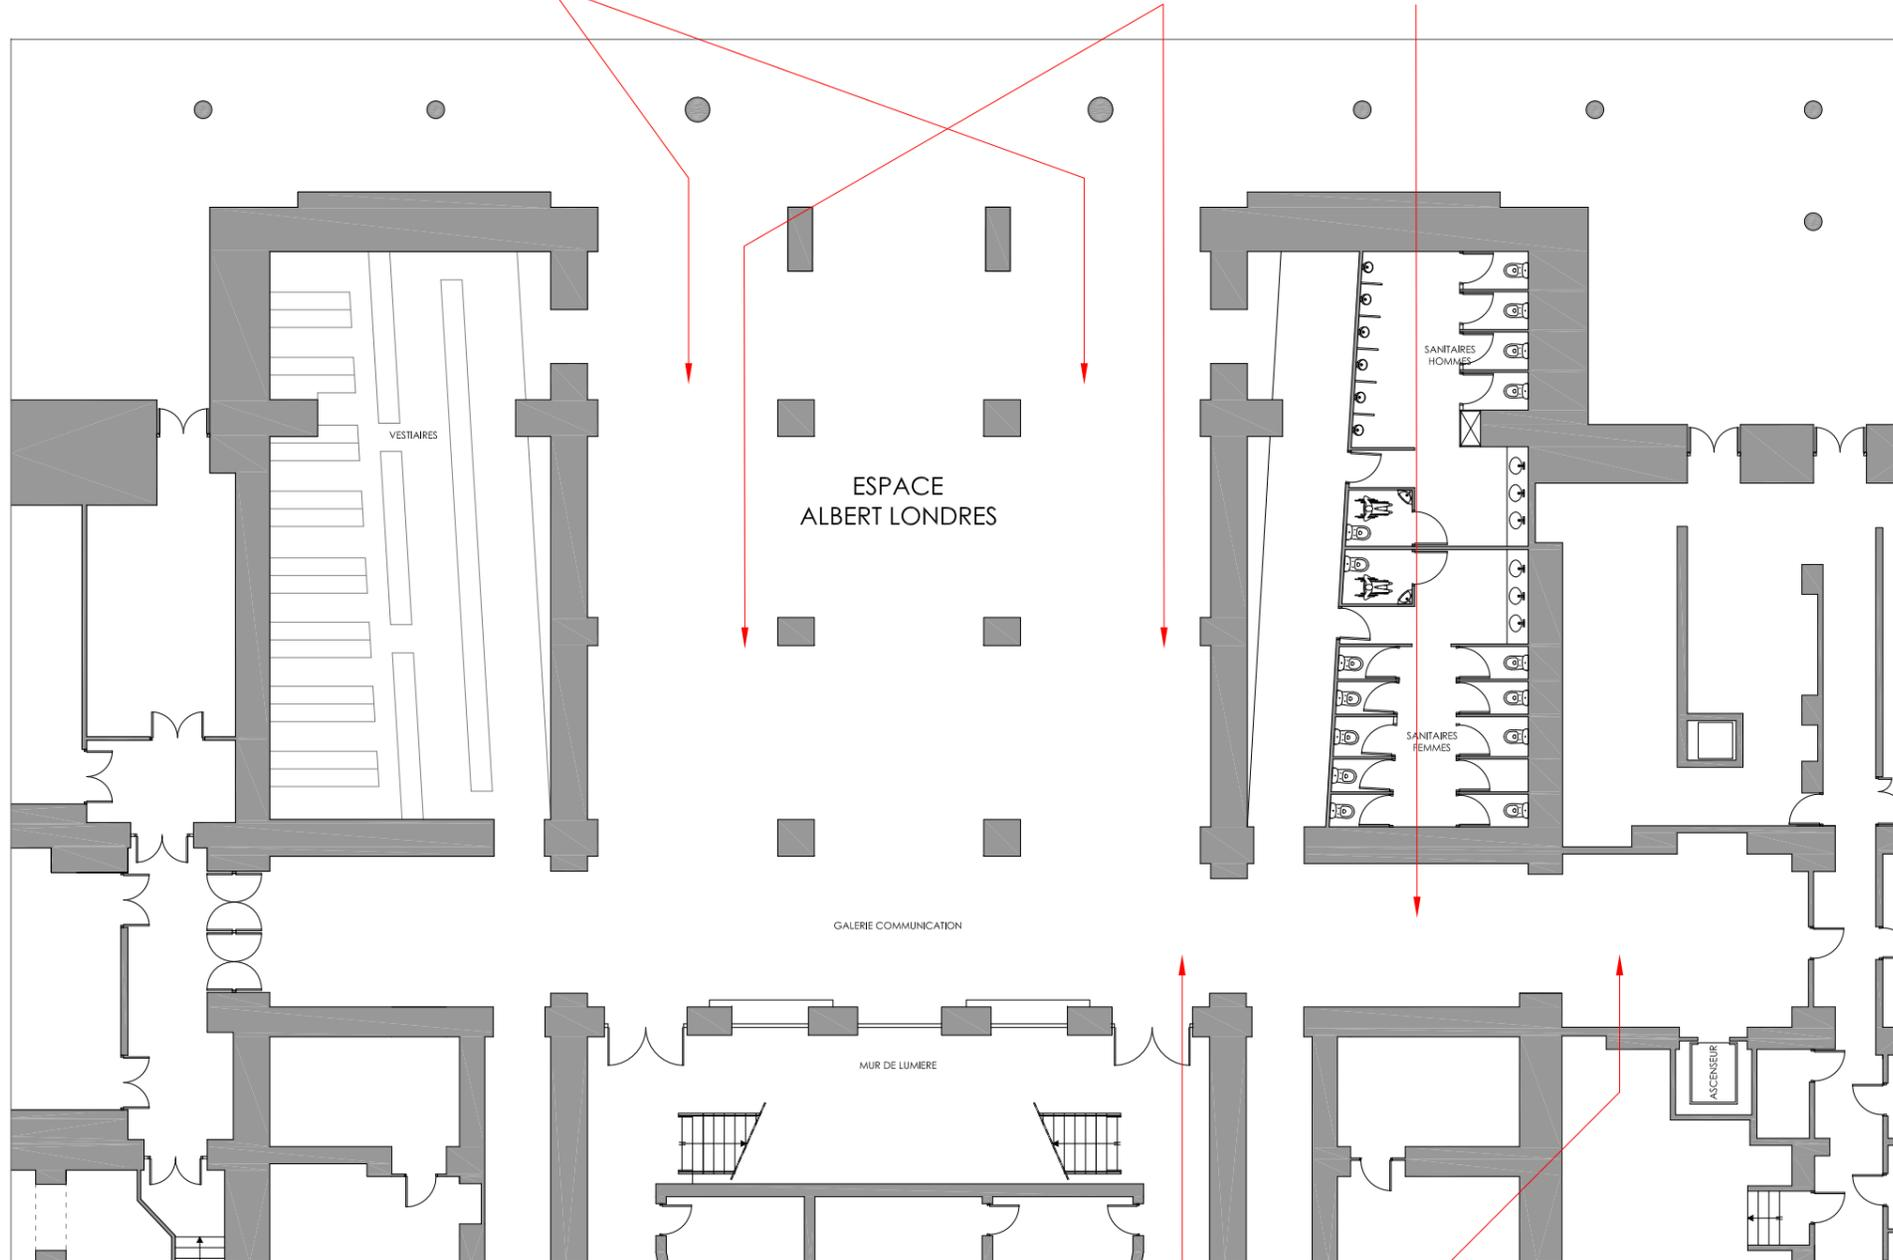 SANITAIRES
HOMMES
VESTIAIRES
ESPACE
ALBERT LONDRES
SANITAIRES
FEMMES
GALERIE COMMUNICATION
MUR DE LUMIERE
ASCENSEUR